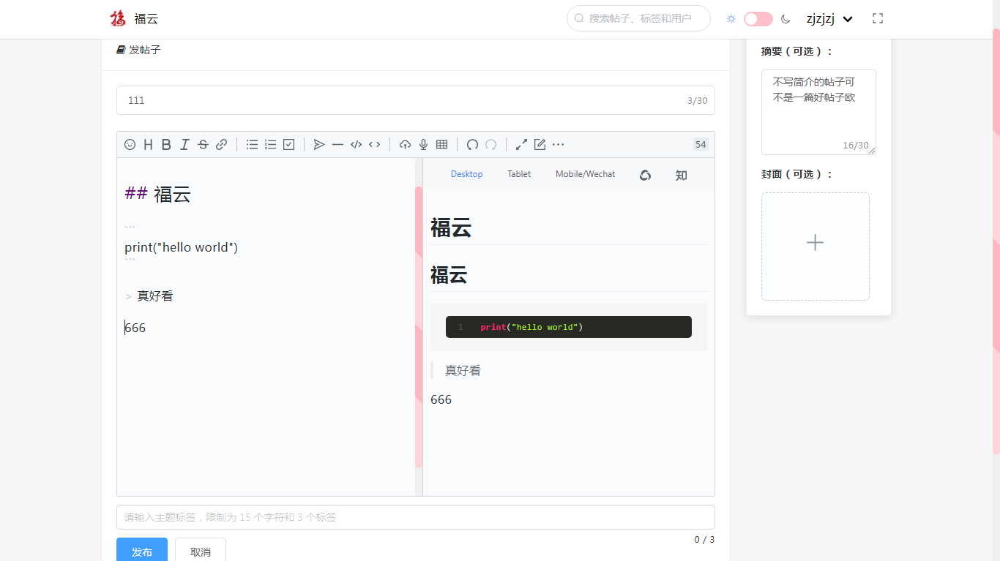 福云
搜索帖子、标签和用户
zjzjzj
发帖子
111
3/30
54
## 福云
```
print("hello world")
```
> 真好看
666
Desktop
Tablet
Mobile/Wechat
知
福云
福云
1 print("hello world")
真好看
666
请输入主题标签，限制为 15 个字符和 3 个标签
0 / 3
发布
取消
摘要（可选）：
不写简介的帖子可
不是一篇好帖子欧
16/30
封面（可选）：